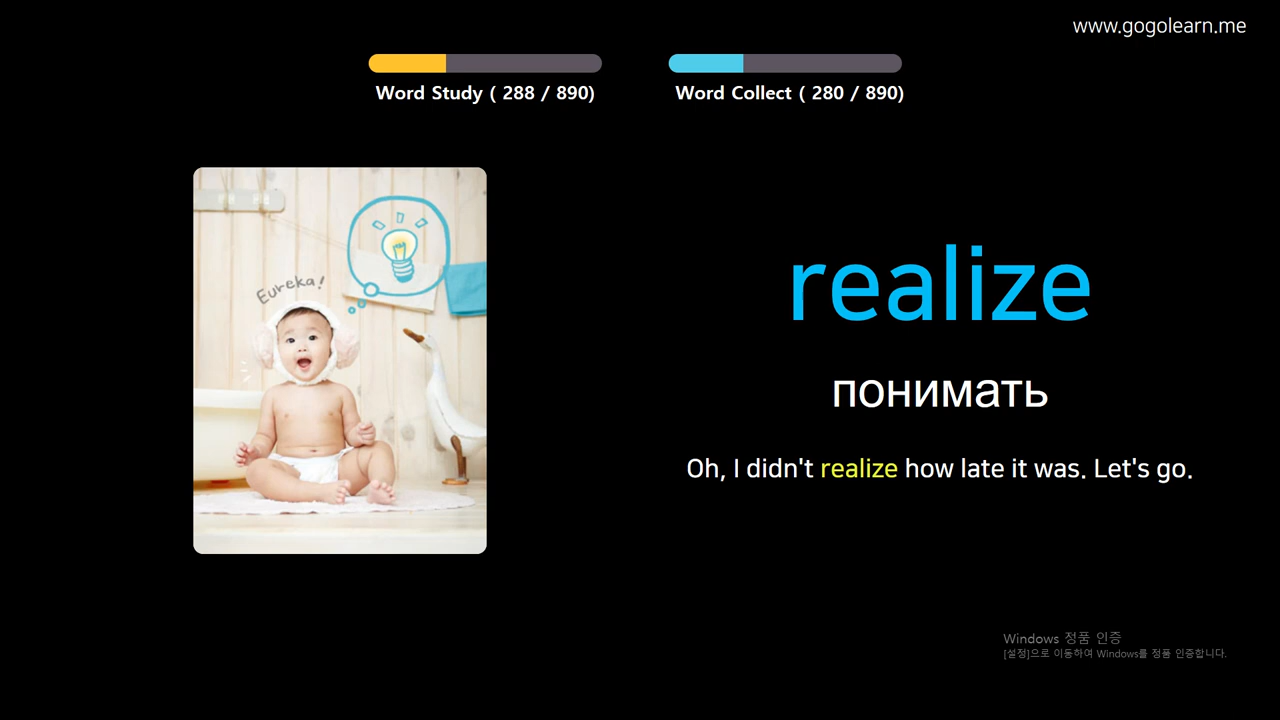 www.gogolearn.me
Word Study ( 288 / 890)
Word Collect ( 280 / 890)
Eureka!
realize
понимать
Oh, I didn't realize how late it was. Let's go.
Windows 정품 인증
[설정]으로 이동하여 Windows를 정품 인증합니다.